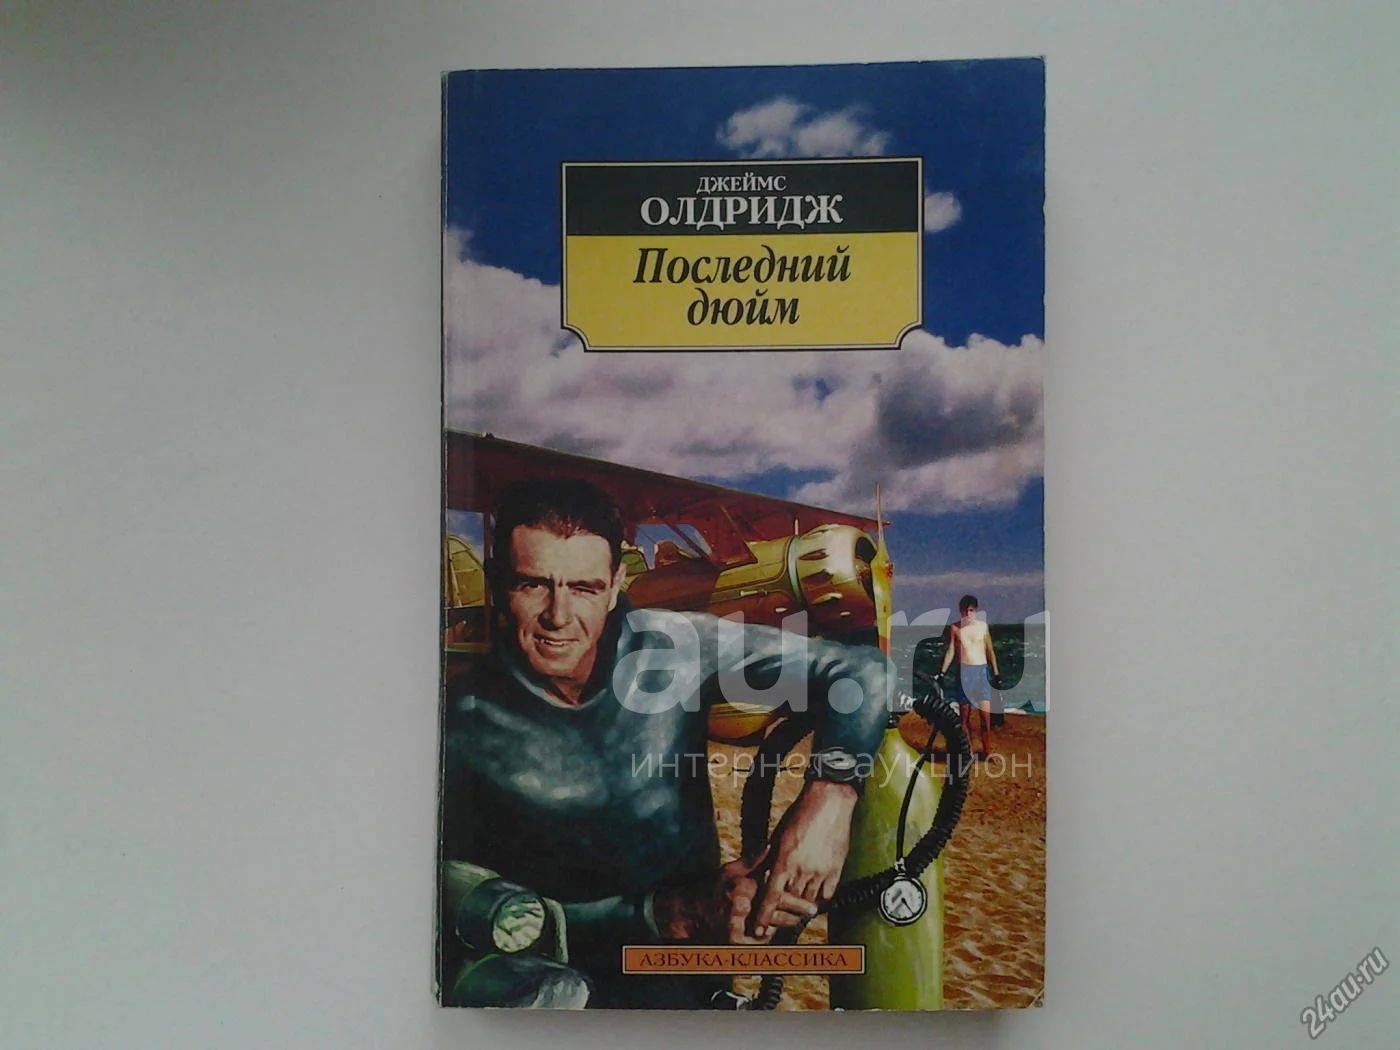 ДЖЕЙМС
ОЛДРИДЖ
Последний
дюйм
au.ru
интернет аукцион
АЗБУКА-КЛАССИКА
24au.ru